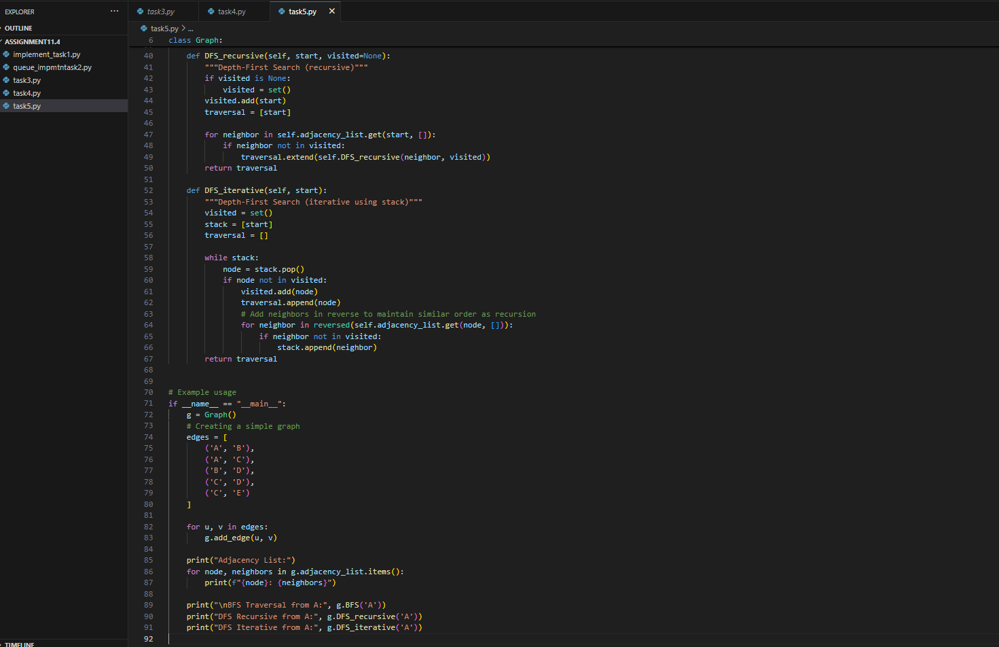 EXPLORER
...
OUTLINE
ASSIGNMENT11.4
implement_task1.py
queue_impmtntask2.py
task3.py
task4.py
task5.py
TIMELINE
task3.py
task4.py
task5.py
task5.py > ...
6 class Graph:
40     def DFS_recursive(self, start, visited=None):
41         """Depth-First Search (recursive)"""
42         if visited is None:
43             visited = set()
44         visited.add(start)
45         traversal = [start]
46
47         for neighbor in self.adjacency_list.get(start, []):
48             if neighbor not in visited:
49                 traversal.extend(self.DFS_recursive(neighbor, visited))
50         return traversal
51
52     def DFS_iterative(self, start):
53         """Depth-First Search (iterative using stack)"""
54         visited = set()
55         stack = [start]
56         traversal = []
57
58         while stack:
59             node = stack.pop()
60             if node not in visited:
61                 visited.add(node)
62                 traversal.append(node)
63                 # Add neighbors in reverse to maintain similar order as recursion
64                 for neighbor in reversed(self.adjacency_list.get(node, [])):
65                     if neighbor not in visited:
66                         stack.append(neighbor)
67         return traversal
68
69
70 # Example usage
71 if __name__ == "__main__":
72     g = Graph()
73     # Creating a simple graph
74     edges = [
75         ('A', 'B'),
76         ('A', 'C'),
77         ('B', 'D'),
78         ('C', 'D'),
79         ('C', 'E')
80     ]
81
82     for u, v in edges:
83         g.add_edge(u, v)
84
85     print("Adjacency List:")
86     for node, neighbors in g.adjacency_list.items():
87         print(f"{node}: {neighbors}")
88
89     print("\nBFS Traversal from A:", g.BFS('A'))
90     print("DFS Recursive from A:", g.DFS_recursive('A'))
91     print("DFS Iterative from A:", g.DFS_iterative('A'))
92